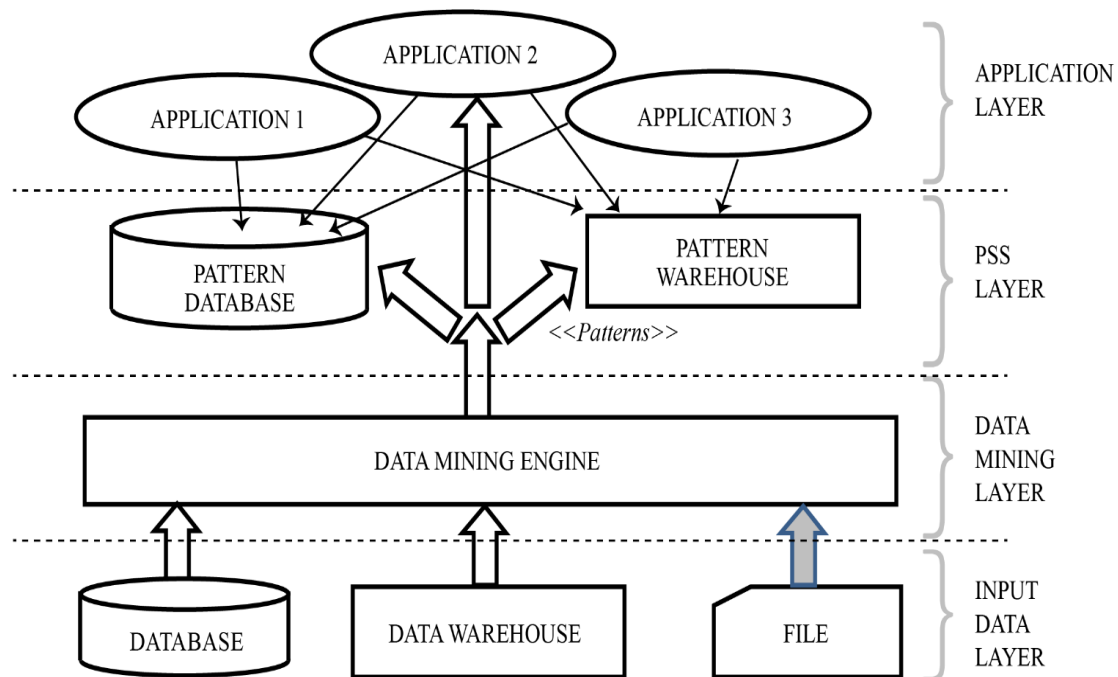 APPLICATION 2
APPLICATION 1
APPLICATION 3
APPLICATION
LAYER
PATTERN
DATABASE
PATTERN
WAREHOUSE
PSS
LAYER
<<Patterns>>
DATA MINING ENGINE
DATA
MINING
LAYER
DATABASE
DATA WAREHOUSE
FILE
INPUT
DATA
LAYER